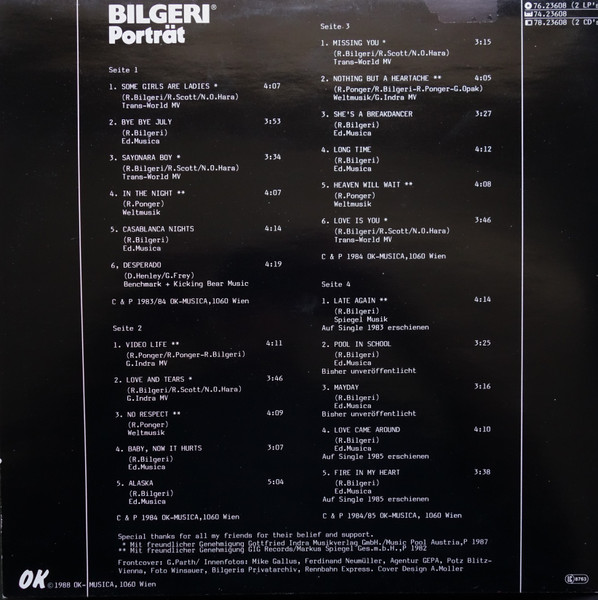 BILGERI®
Porträt
Seite 1
1. SOME GIRLS ARE LADIES * 4:07
(R.Bilgeri/R.Scott/N.O.Hara)
Trans-World MV
2. BYE BYE JULY 3:53
(R.Bilgeri)
Ed.Musica
3. SAYONARA BOY * 3:34
(R.Bilgeri/R.Scott/N.O.Hara)
Trans-World MV
4. IN THE NIGHT ** 4:07
(R.Ponger)
Weltmusik
5. CASABLANCA NIGHTS 4:14
(R.Bilgeri)
Ed.Musica
6, DESPERADO 4:19
(D.Henley/G.Frey)
Benchmark + Kicking Bear Music
C & P 1983/84 OK-MUSICA,1060 Wien
Seite 2
1. VIDEO LIFE ** 4:11
(R.Ponger/R.Ponger-R.Bilgeri)
G.Indra MV
2. LOVE AND TEARS * 3:46
(R.Bilgeri/R.Scott/N.O.Hara)
G.Indra MV
3. NO RESPECT ** 4:09
(R.Ponger)
Weltmusik
4. BABY, NOW IT HURTS 3:07
(R.Bilgeri)
Ed.Musica
5. ALASKA 5:04
(R.Bilgeri)
Ed.Musica
C & P 1984 OK-MUSICA,1060 Wien
Seite 3
1. MISSING YOU * 3:15
(R.Bilgeri/R.Scott/N.O.Hara)
Trans-World MV
2. NOTHING BUT A HEARTACHE ** 4:05
(R.Ponger/R.Bilgeri-R.Ponger-G.Opak)
Weltmusik/G.Indra MV
3. SHE'S A BREAKDANCER 3:27
(R.Bilgeri)
Ed.Musica
4. LONG TIME 4:12
(R.Bilgeri)
Ed.Musica
5. HEAVEN WILL WAIT ** 4:08
(R.Ponger)
Weltmusik
6. LOVE IS YOU * 3:46
(R.Bilgeri/R.Scott/N.O.Hara)
Trans-World MV
C & P 1984 OK-MUSICA,1060 Wien
Seite 4
1. LATE AGAIN ** 4:14
(R.Bilgeri)
Spiegel Musik
Auf Single 1983 erschienen
2. POOL IN SCHOOL 3:25
(R.Bilgeri)
Ed.Musica
Bisher unveröffentlicht
3. MAYDAY 3:16
(R.Bilgeri)
Ed.Musica
Bisher unveröffentlicht
4. LOVE CAME AROUND 4:10
(R.Bilgeri)
Ed.Musica
Auf Single 1985 erschienen
5. FIRE IN MY HEART 3:38
(R.Bilgeri)
Ed.Musica
Auf Single 1985 erschienen
C & P 1984/85 OK-MUSICA,1060 Wien
76.23608 (2 LP's
74.23608
78.23608 (2 CD's
Special thanks for all my friends for their belief and support.
* Mit freundlicher Genehmigung Gottfried Indra Musikverlag GmbH./Music Pool Austria,P 1987
** Mit freundlicher Genehmigung GIG Records/Markus Spiegel Ges.m.b.H.,P 1982
Frontcover: G.Parth/ Innenfotos: Mike Gallus, Ferdinand Neumüller, Agentur GEPA, Potz Blitz-
Vienna, Foto Winsauer, Bilgeris Privatarchiv, Rennbahn Express. Cover Design A.Moller
OK ©1988 OK-MUSICA,1060 Wien
8763